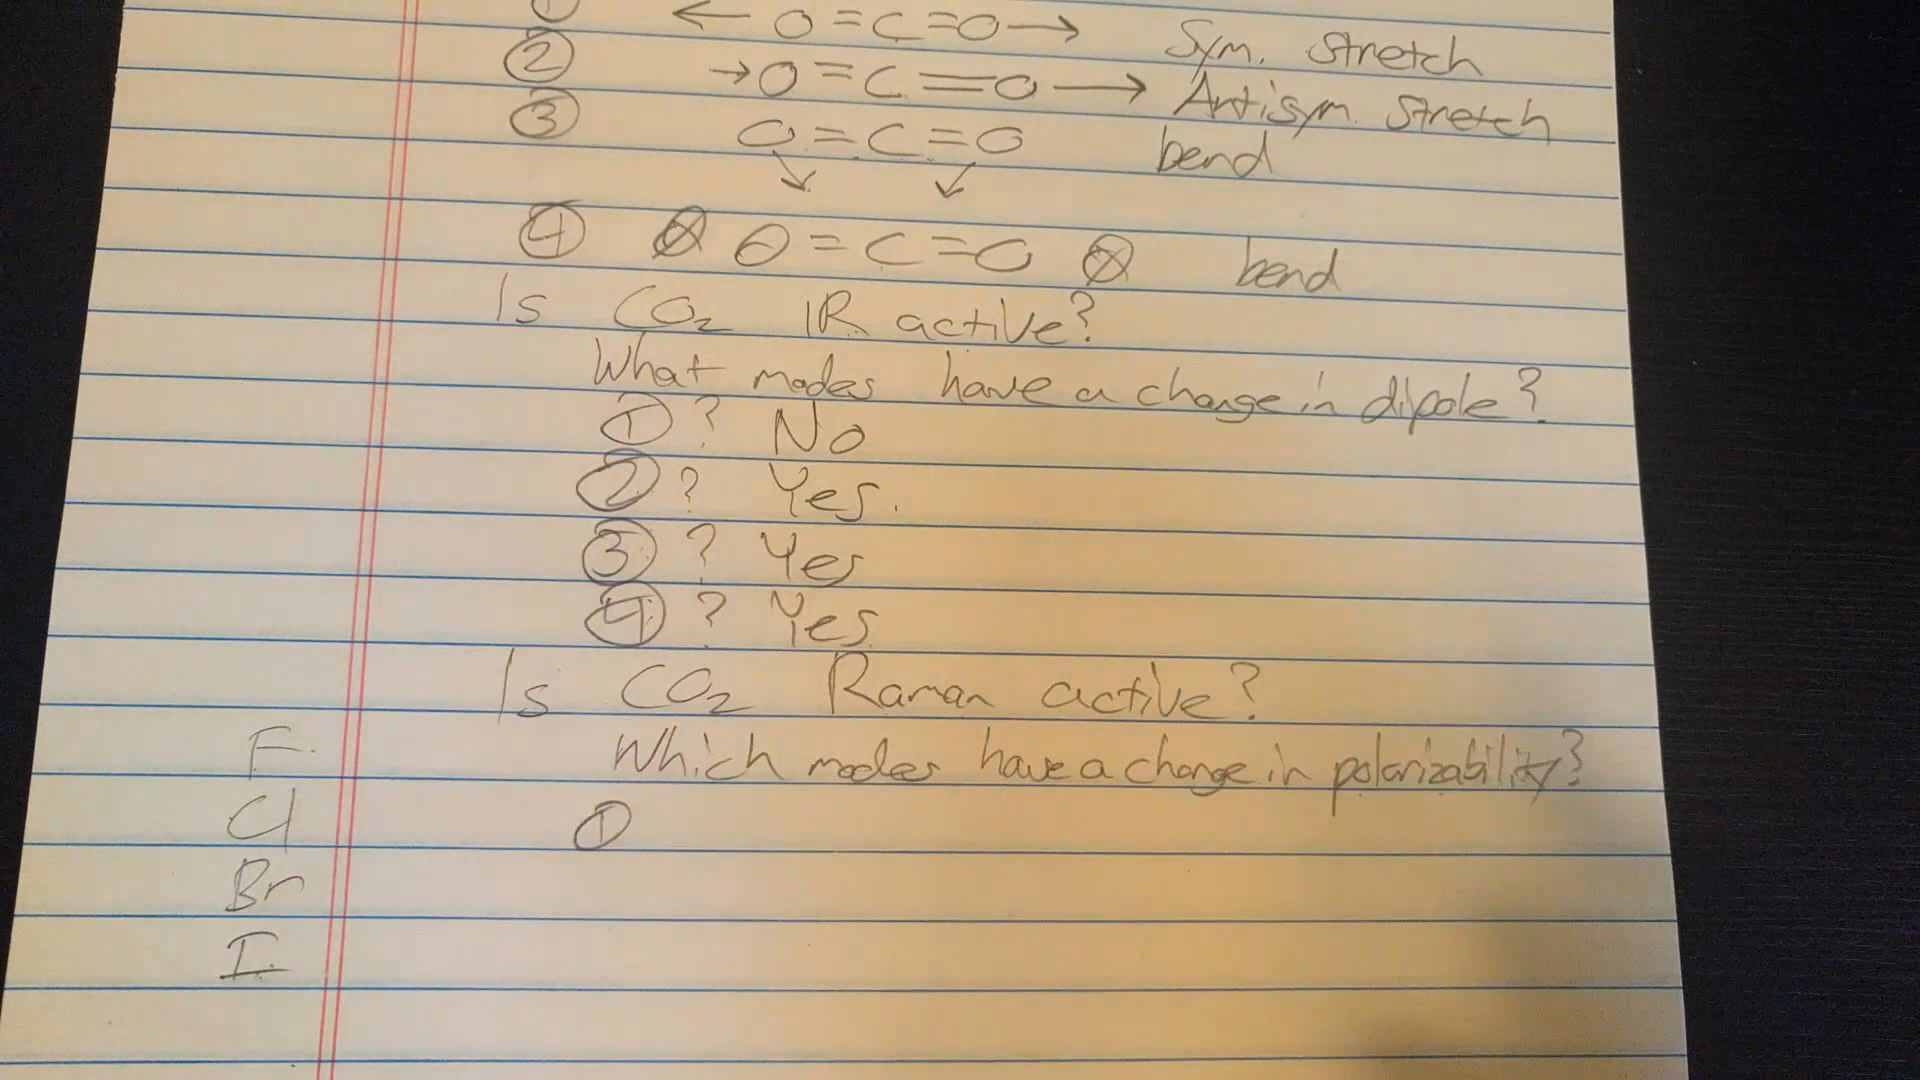 ① ← O=C=O → Sym. Stretch
② →O=C=O → Antisym. Stretch
③ O=C=O bend
④ ⊗ O=C=O ⊗ bend
Is CO₂ IR active?
What modes have a change in dipole?
① ? No
② ? Yes.
③ ? Yes
④ ? Yes
Is CO₂ Raman active?
Which modes have a change in polarizability?
①
F
Cl
Br
I